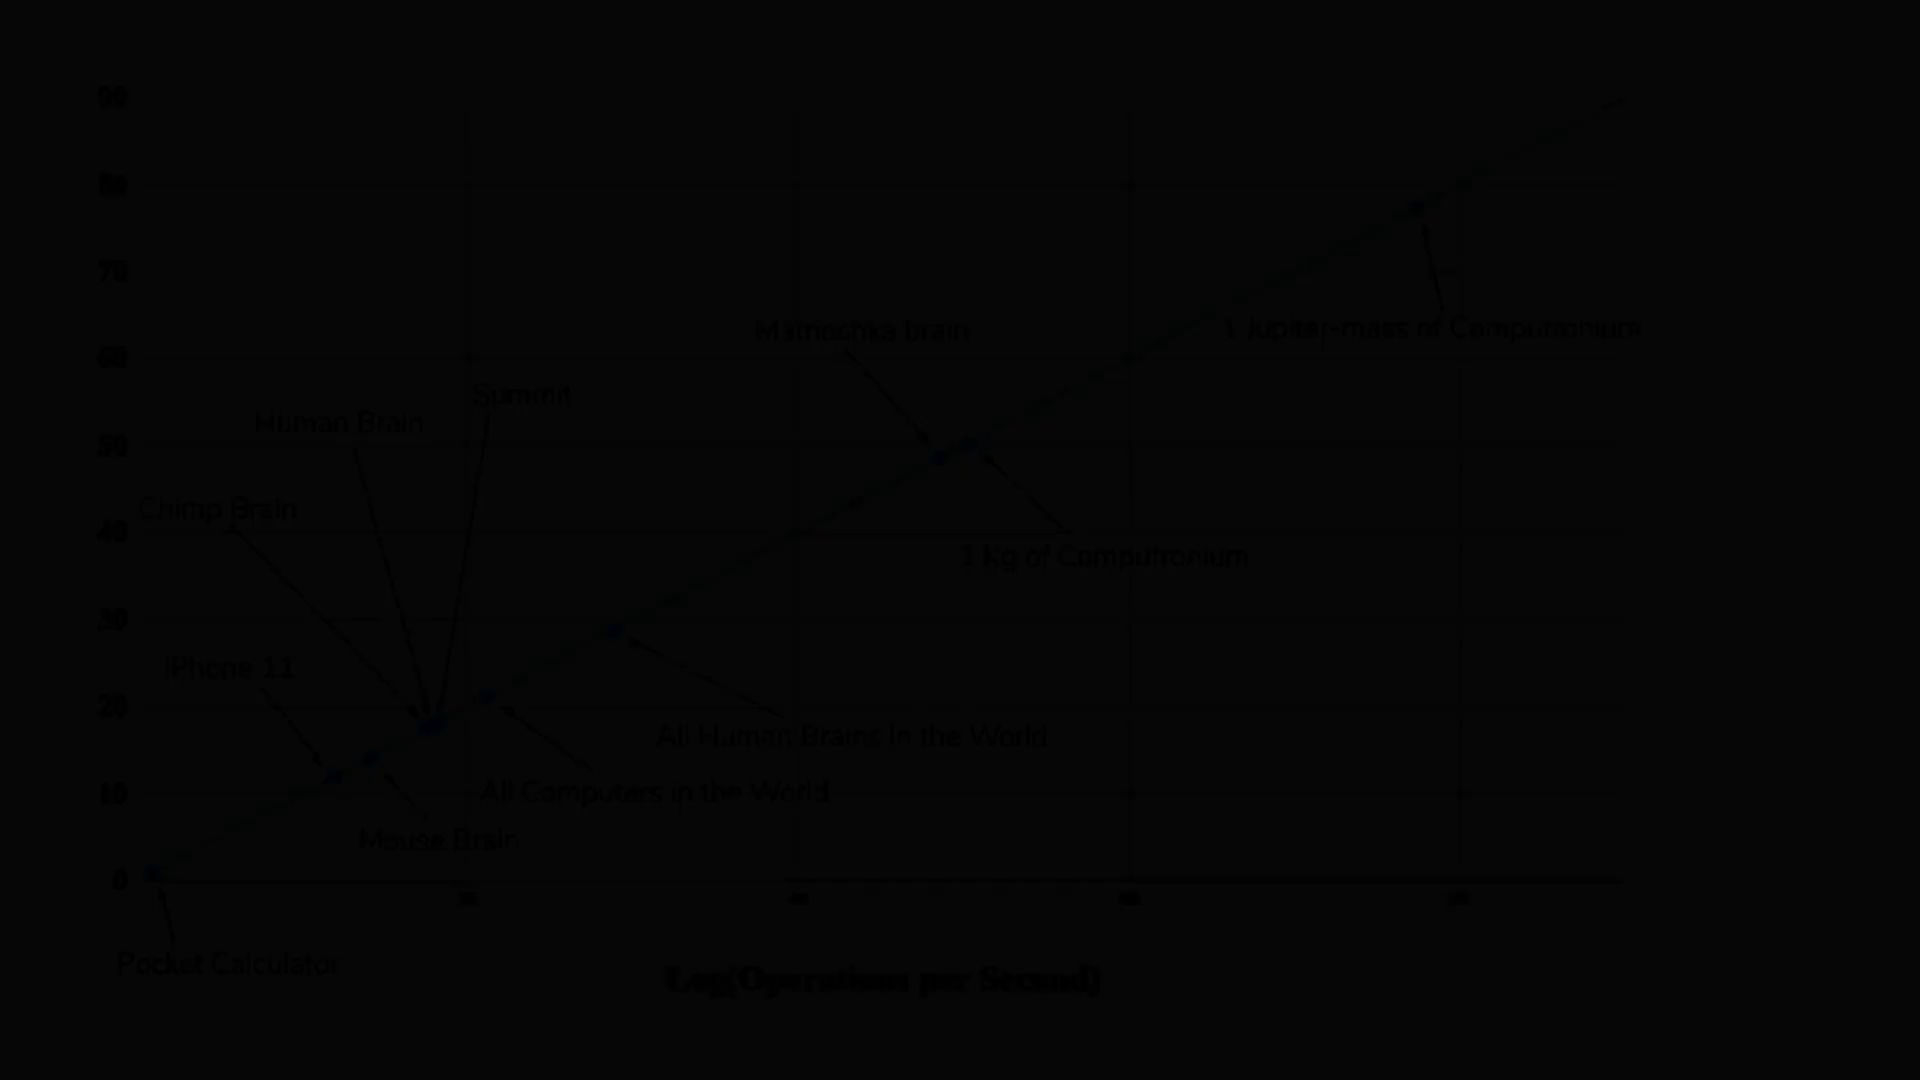 90
80
70
Matrioshka brain
1 Jupiter-mass of Computronium
60
Summit
Human Brain
50
Chimp Brain
40
1 kg of Computronium
30
iPhone 11
20
All Human Brains in the World
10
All Computers in the World
Mouse Brain
0
20 40 60 80
Pocket Calculator
Log(Operations per Second)